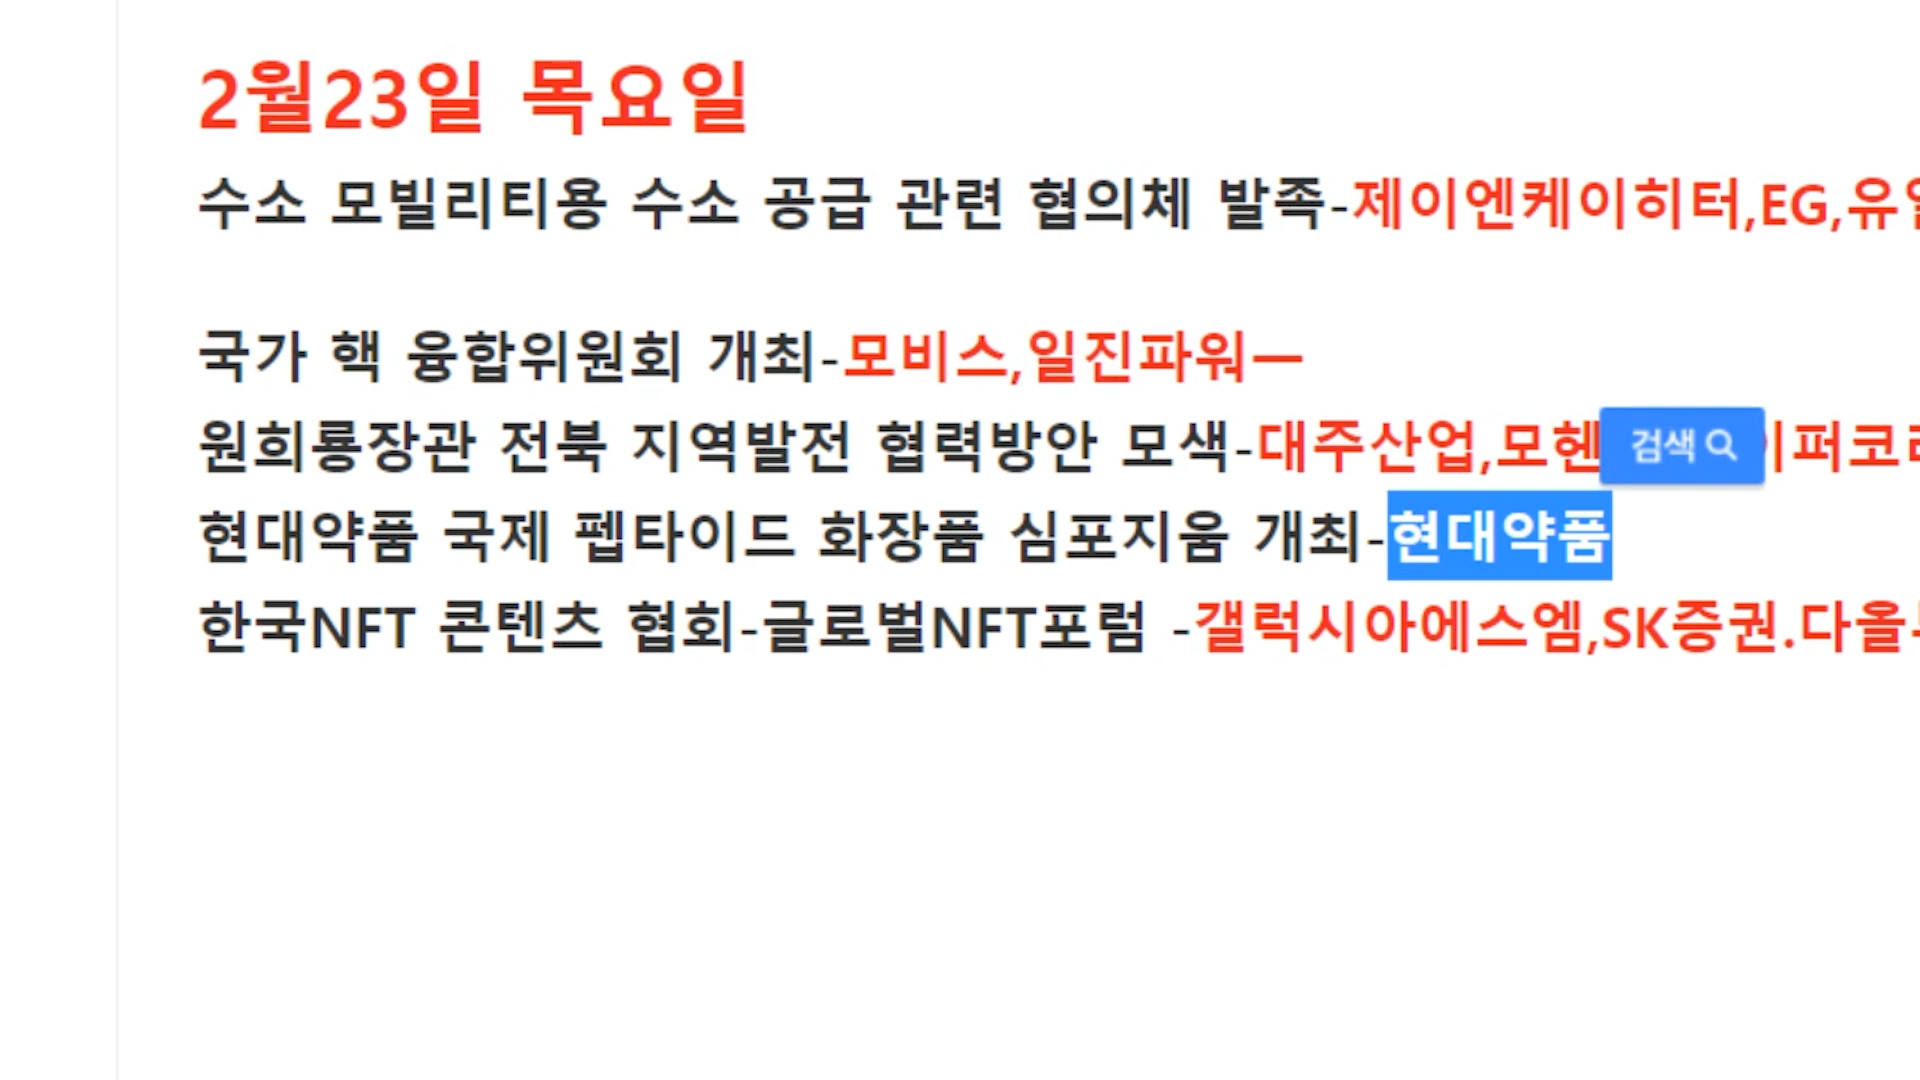 2월23일 목요일
수소 모빌리티용 수소 공급 관련 협의체 발족-제이엔케이히터,EG,
국가 핵 융합위원회 개최-모비스,일진파워ㅡ
원희룡장관 전북 지역발전 협력방안 모색-대주산업,모헨 검색
현대약품 국제 펩타이드 화장품 심포지움 개최-현대약품
한국NFT 콘텐츠 협회-글로벌NFT포럼 -갤럭시아에스엠,SK증권.다올